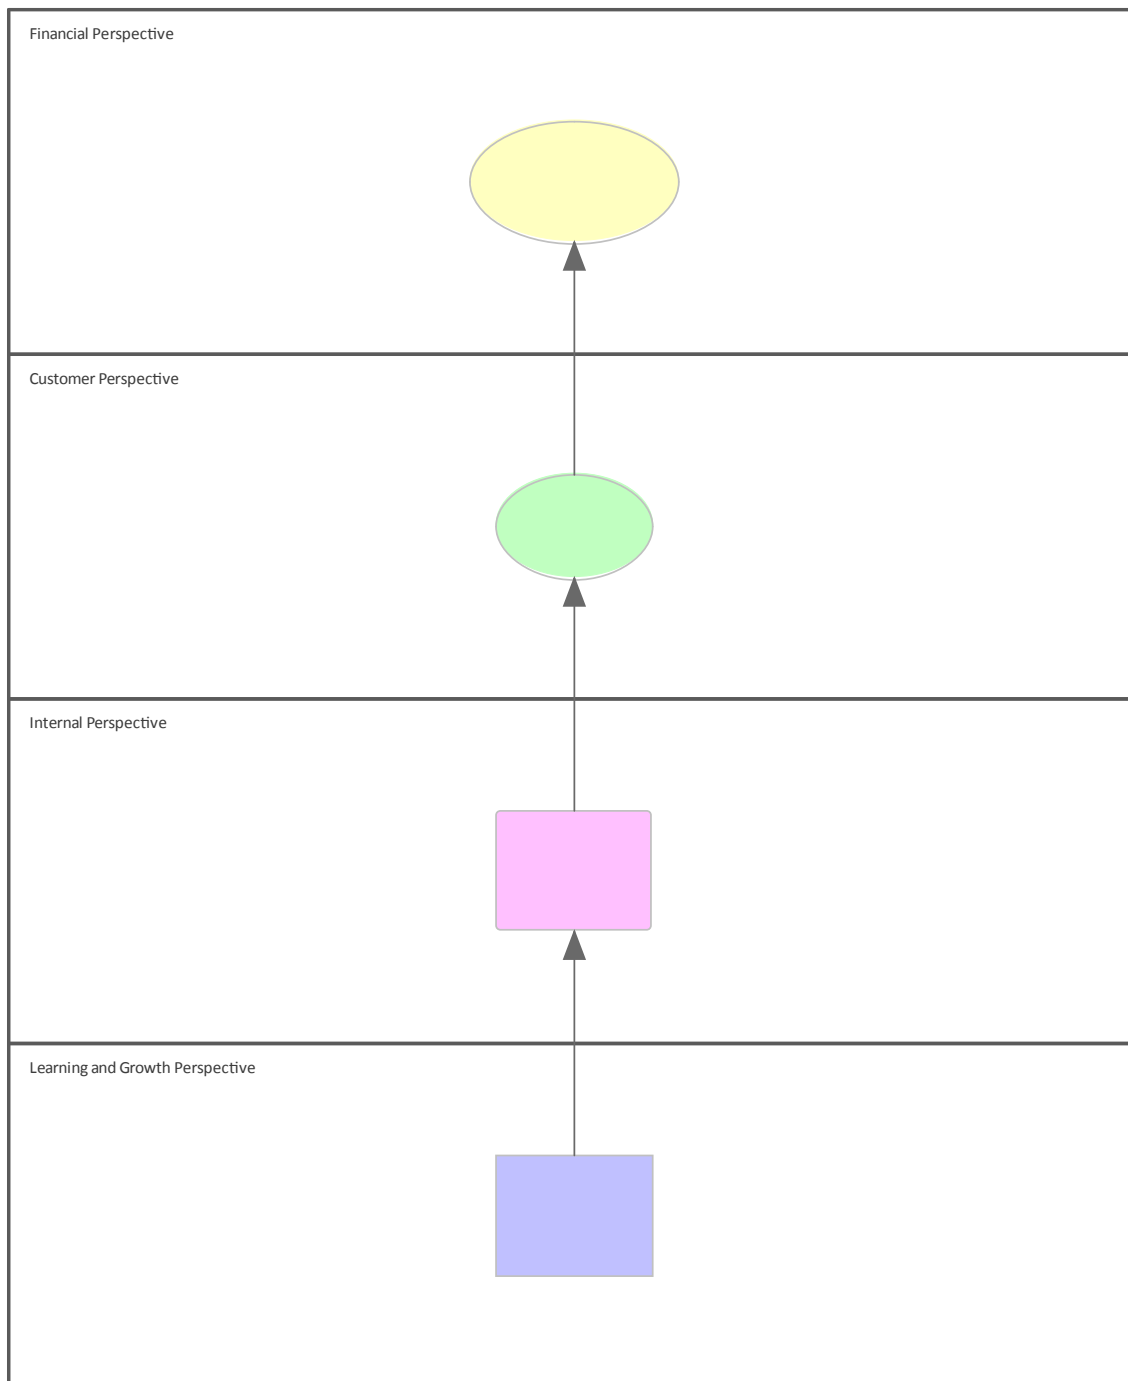 Financial Perspective
Customer Perspective
Internal Perspective
Learning and Growth Perspective